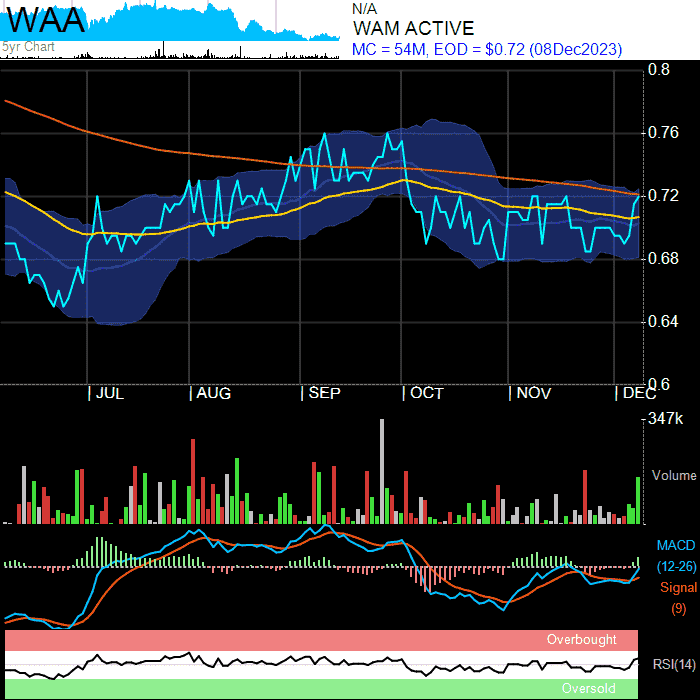 WAA
5yr Chart
N/A
WAM ACTIVE
MC = 54M, EOD = $0.72 (08Dec2023)
0.8
0.76
0.72
0.68
0.64
0.6
JUL AUG SEP OCT NOV DEC
347k
Volume
MACD
(12-26)
Signal
(9)
Overbought
RSI(14)
Oversold